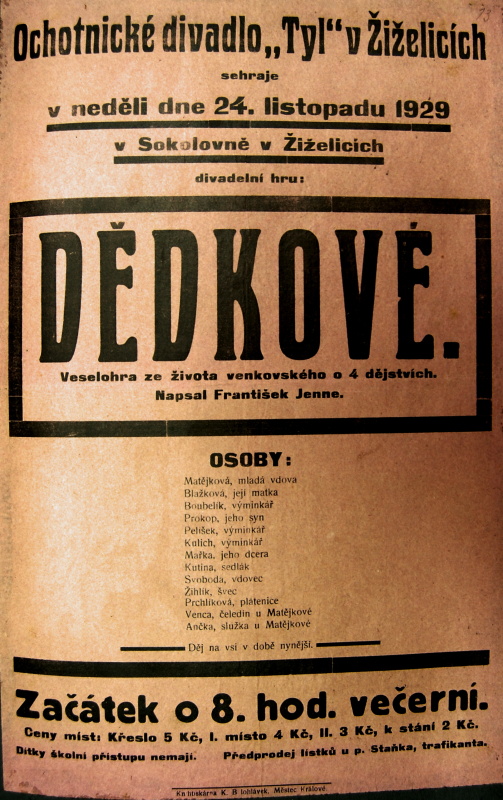 Ochotnické divadlo „Tyl“ v Žiželicích
sehraje
v neděli dne 24. listopadu 1929
v Sokolovně v Žiželicích
divadelní hru:
DĚDKOVÉ.
Veselohra ze života venkovského o 4 dějstvích.
Napsal František Jenne.
OSOBY:
Matějková, mladá vdova
Blažková, její matka
Boubelík, výminkář
Prokop, jeho syn
Pelíšek, výminkář
Kulich, výminkář
Mařka, jeho dcera
Kutina, sedlák
Svoboda, vdovec
Žihlík, švec
Prchlíková, plátenice
Venca, čeledín u Matějkové
Ančka, služka u Matějkové
Děj na vsi v době nynější.
Začátek o 8. hod. večerní.
Ceny míst: Křeslo 5 Kč, I. místo 4 Kč, II. 3 Kč, k stání 2 Kč.
Dítky školní přístupu nemají. Předprodej lístků u p. Staňka, trafikanta.
Knihtiskárna K. B. Městec Králové.